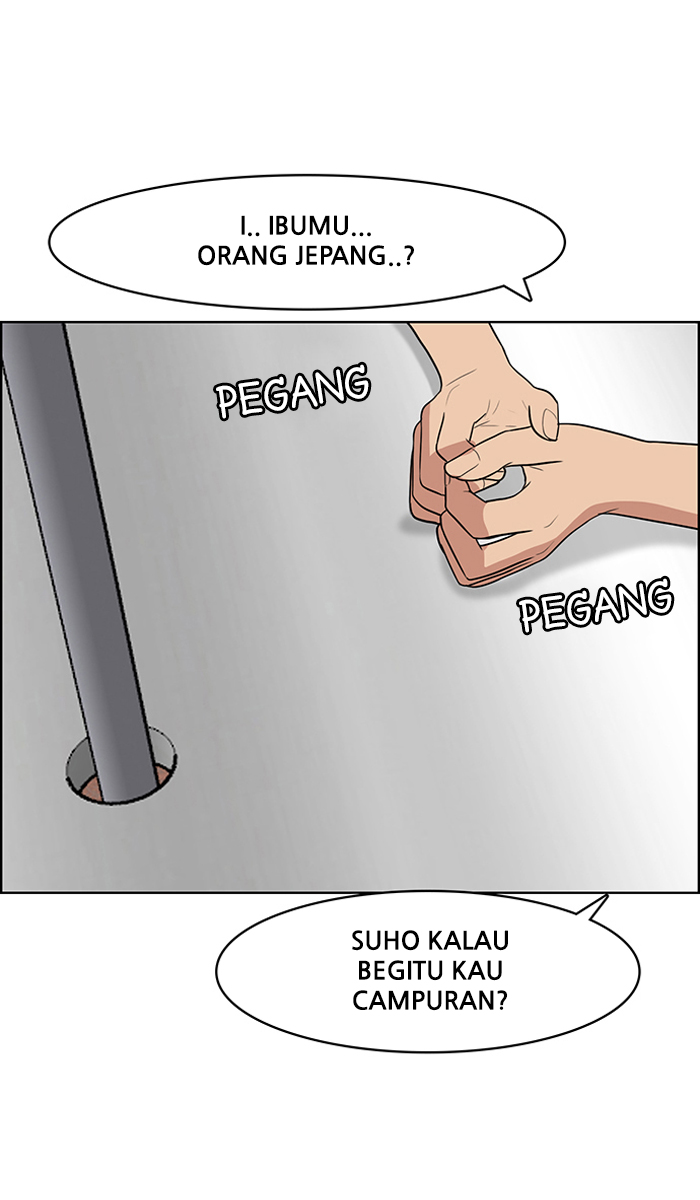 I.. IBUMU...
ORANG JEPANG..?
PEGANG
PEGANG
SUHO KALAU
BEGITU KAU
CAMPURAN?